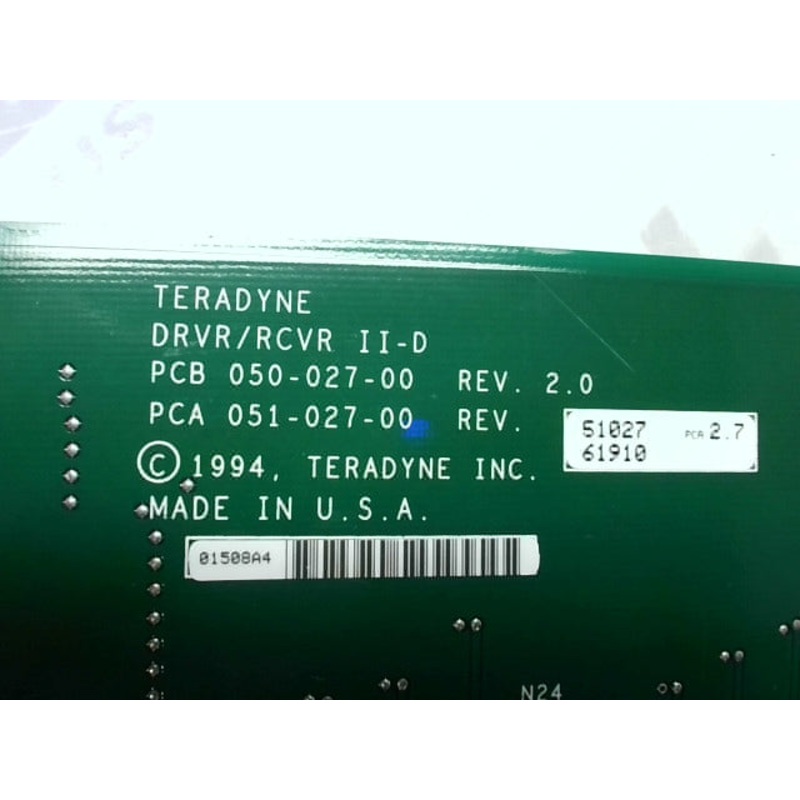 TERADYNE
DRVR/RCVR II-D
PCB 050-027-00 REV. 2.0
PCA 051-027-00 REV.
51027 PCA 2.7
61910
© 1994, TERADYNE INC.
MADE IN U.S.A.
01508A4
N24